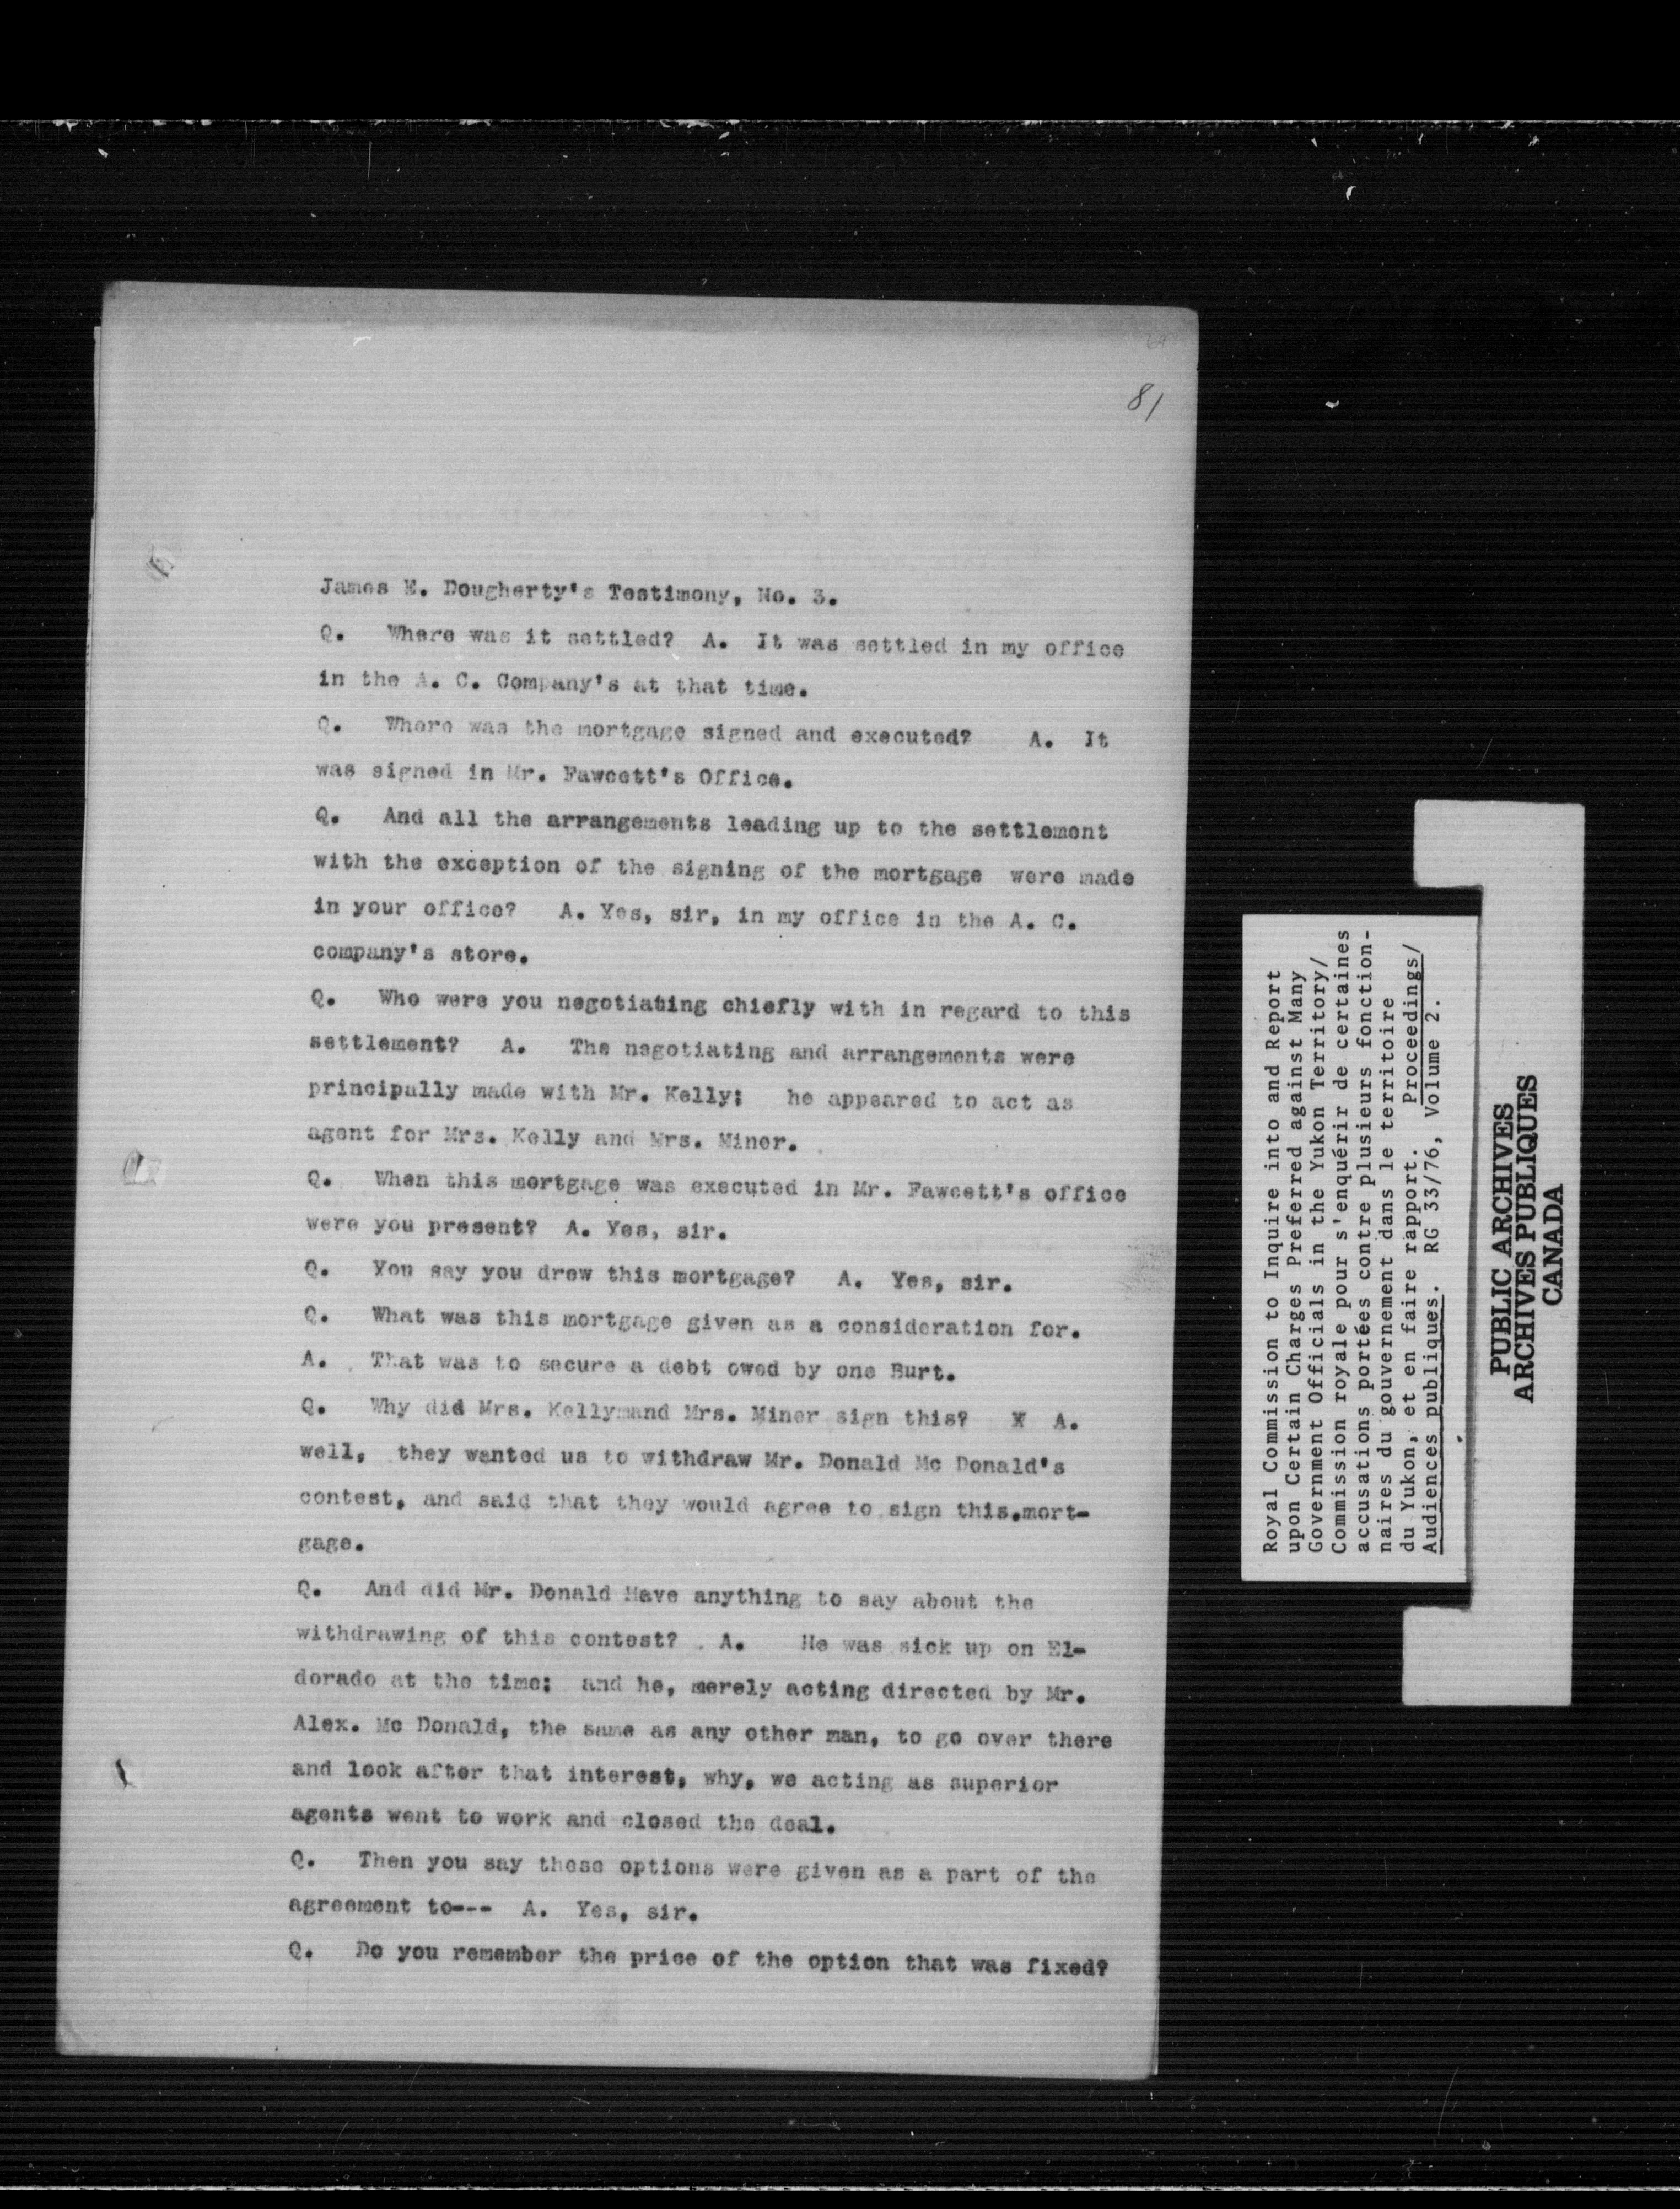 69
81
James E. Dougherty's Testimony, No. 3.
Q. Where was it settled? A. It was settled in my office
in the A. C. Company's at that time.
Q. Where was the mortgage signed and executed? A. It
was signed in Mr. Fawcett's Office.
Q. And all the arrangements leading up to the settlement
with the exception of the signing of the mortgage were made
in your office? A. Yes, sir, in my office in the A. C.
company's store.
Q. Who were you negotiating chiefly with in regard to this
settlement? A. The negotiating and arrangements were
principally made with Mr. Kelly; he appeared to act as
agent for Mrs. Kelly and Mrs. Miner.
Q. When this mortgage was executed in Mr. Fawcett's office
were you present? A. Yes, sir.
Q. You say you drew this mortgage? A. Yes, sir.
Q. What was this mortgage given as a consideration for.
A. That was to secure a debt owed by one Burt.
Q. Why did Mrs. Kellymand Mrs. Miner sign this? X A.
well, they wanted us to withdraw Mr. Donald Mc Donald's
contest, and said that they would agree to sign this.mort-
gage.
Q. And did Mr. Donald Have anything to say about the
withdrawing of this contest? A. He was sick up on El-
dorado at the time; and he, merely acting directed by Mr.
Alex. Mc Donald, the same as any other man, to go over there
and look after that interest, why, we acting as superior
agents went to work and closed the deal.
Q. Then you say these options were given as a part of the
agreement to--- A. Yes, sir.
Q. Do you remember the price of the option that was fixed?
Royal Commission to Inquire into and Report
upon Certain Charges Preferred against Many
Government Officials in the Yukon Territory/
Commission royale pour s'enquérir de certaines
accusations portées contre plusieurs fonction-
naires du gouvernement dans le territoire
du Yukon, et en faire rapport. Proceedings/
Audiences publiques. RG 33/76, Volume 2.
PUBLIC ARCHIVES
ARCHIVES PUBLIQUES
CANADA